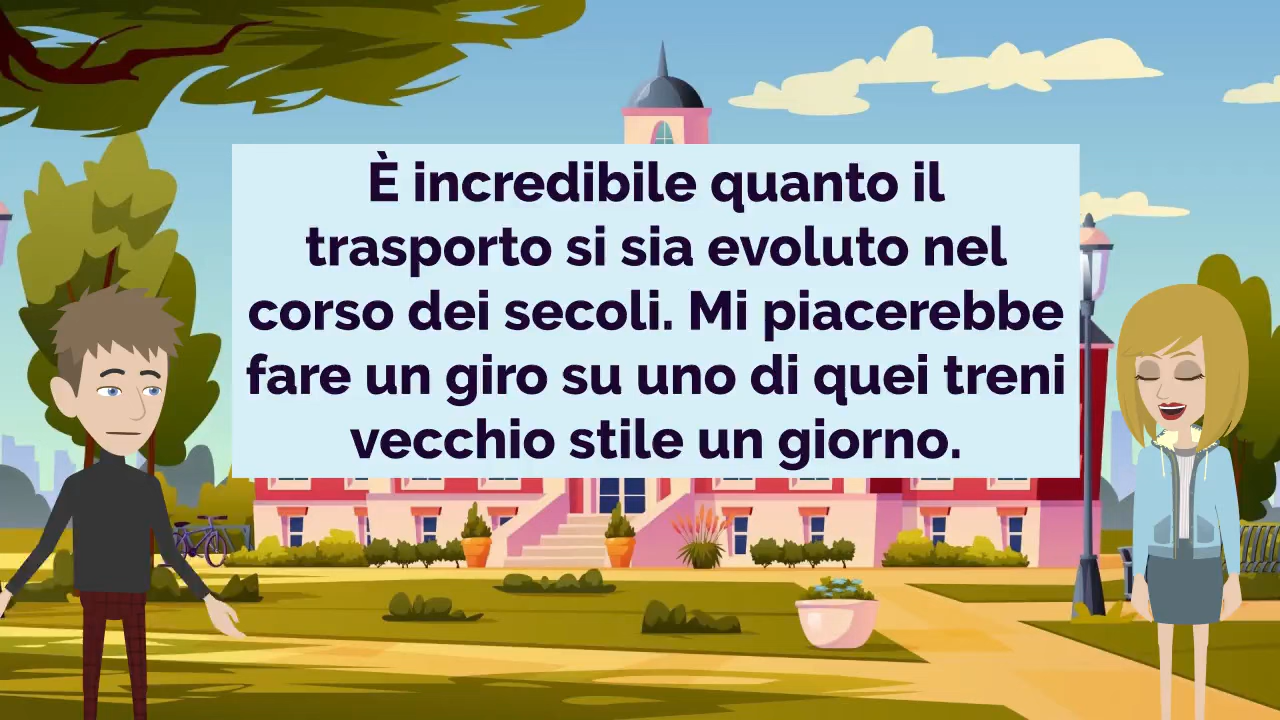 È incredibile quanto il
trasporto si sia evoluto nel
corso dei secoli. Mi piacerebbe
fare un giro su uno di quei treni
vecchio stile un giorno.